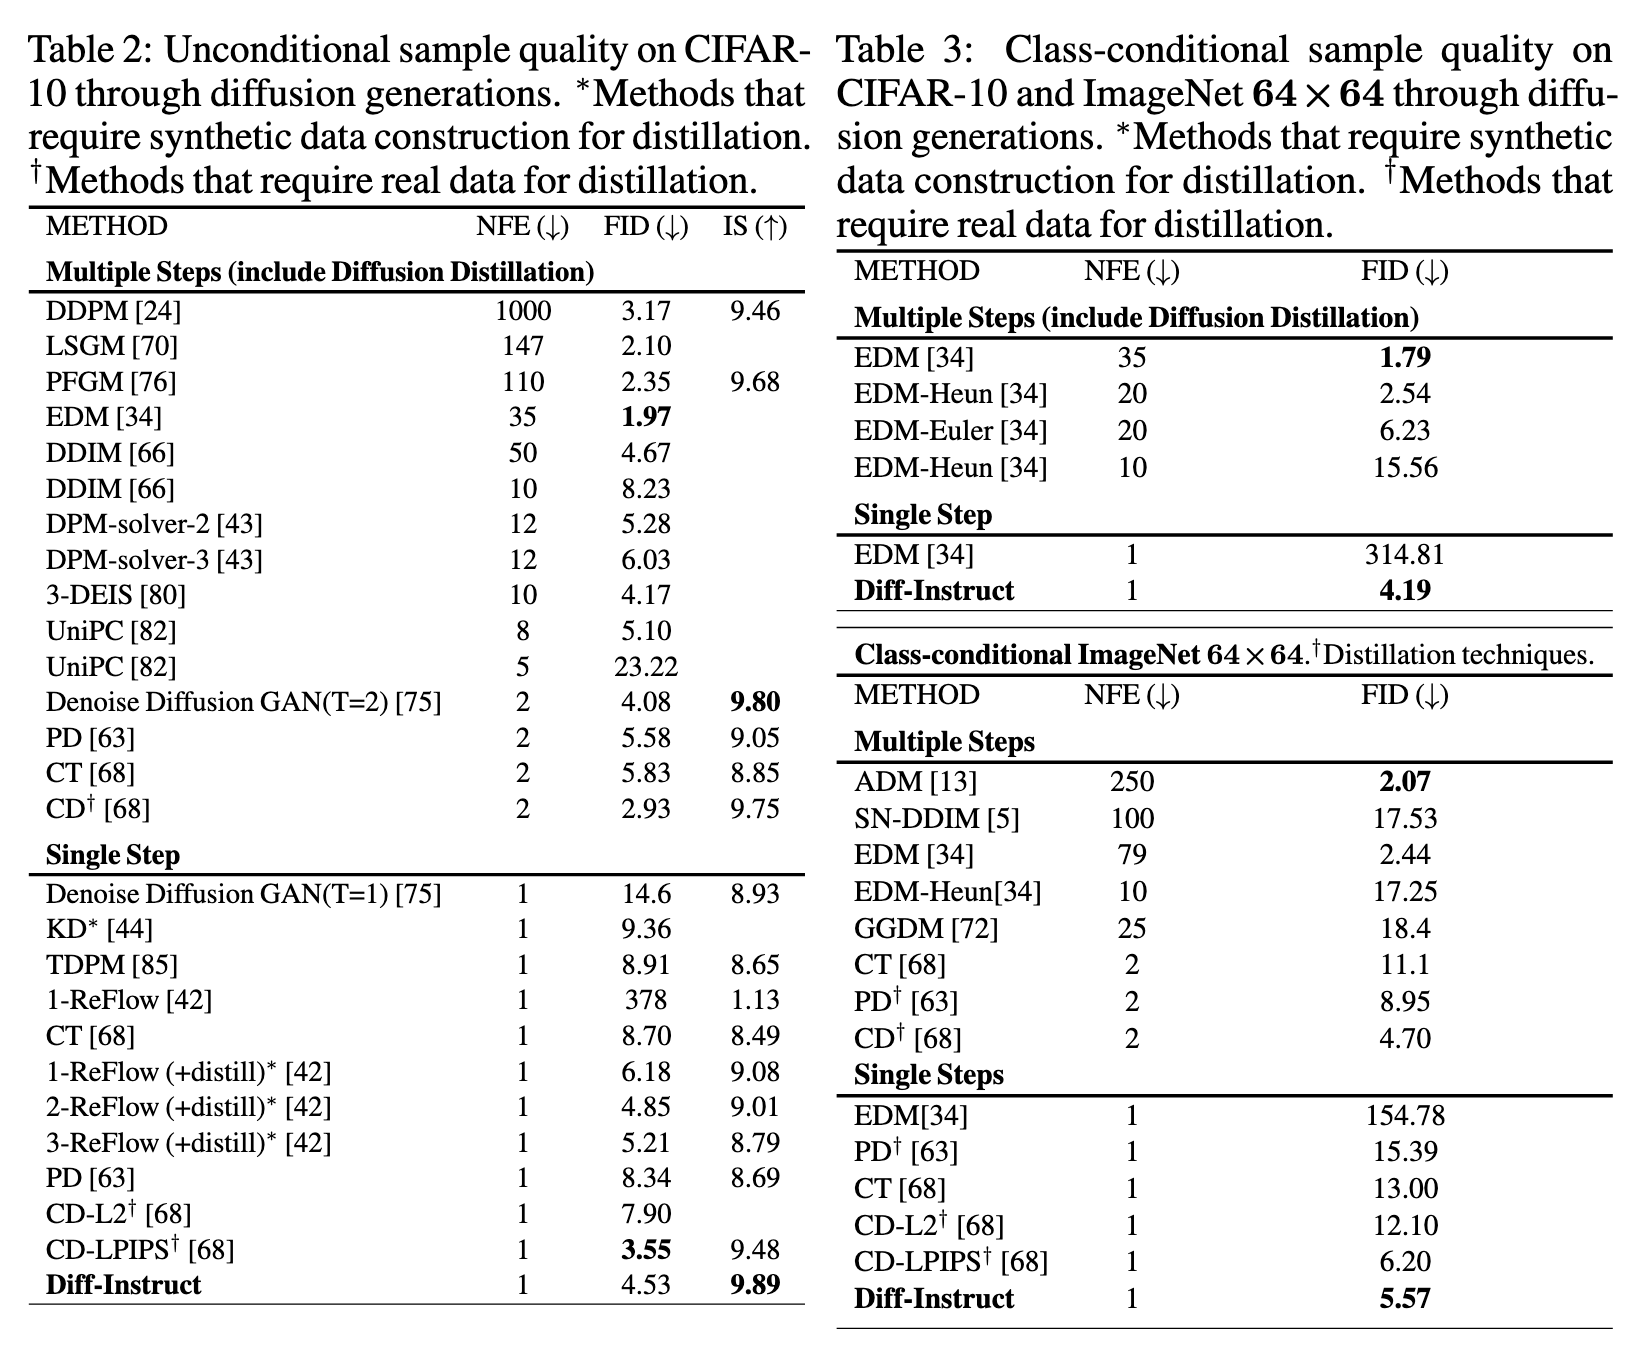 Table 2: Unconditional sample quality on CIFAR-
10 through diffusion generations. *Methods that
require synthetic data construction for distillation.
†Methods that require real data for distillation.
METHOD NFE (↓) FID (↓) IS (↑)
Multiple Steps (include Diffusion Distillation)
DDPM [24] 1000 3.17 9.46
LSGM [70] 147 2.10
PFGM [76] 110 2.35 9.68
EDM [34] 35 1.97
DDIM [66] 50 4.67
DDIM [66] 10 8.23
DPM-solver-2 [43] 12 5.28
DPM-solver-3 [43] 12 6.03
3-DEIS [80] 10 4.17
UniPC [82] 8 5.10
UniPC [82] 5 23.22
Denoise Diffusion GAN(T=2) [75] 2 4.08 9.80
PD [63] 2 5.58 9.05
CT [68] 2 5.83 8.85
CD† [68] 2 2.93 9.75
Single Step
Denoise Diffusion GAN(T=1) [75] 1 14.6 8.93
KD* [44] 1 9.36
TDPM [85] 1 8.91 8.65
1-ReFlow [42] 1 378 1.13
CT [68] 1 8.70 8.49
1-ReFlow (+distill)* [42] 1 6.18 9.08
2-ReFlow (+distill)* [42] 1 4.85 9.01
3-ReFlow (+distill)* [42] 1 5.21 8.79
PD [63] 1 8.34 8.69
CD-L2† [68] 1 7.90
CD-LPIPS† [68] 1 3.55 9.48
Diff-Instruct 1 4.53 9.89
Table 3: Class-conditional sample quality on
CIFAR-10 and ImageNet 64 × 64 through diffu-
sion generations. *Methods that require synthetic
data construction for distillation. †Methods that
require real data for distillation.
METHOD NFE (↓) FID (↓)
Multiple Steps (include Diffusion Distillation)
EDM [34] 35 1.79
EDM-Heun [34] 20 2.54
EDM-Euler [34] 20 6.23
EDM-Heun [34] 10 15.56
Single Step
EDM [34] 1 314.81
Diff-Instruct 1 4.19
Class-conditional ImageNet 64 × 64.†Distillation techniques.
METHOD NFE (↓) FID (↓)
Multiple Steps
ADM [13] 250 2.07
SN-DDIM [5] 100 17.53
EDM [34] 79 2.44
EDM-Heun[34] 10 17.25
GGDM [72] 25 18.4
CT [68] 2 11.1
PD† [63] 2 8.95
CD† [68] 2 4.70
Single Steps
EDM[34] 1 154.78
PD† [63] 1 15.39
CT [68] 1 13.00
CD-L2† [68] 1 12.10
CD-LPIPS† [68] 1 6.20
Diff-Instruct 1 5.57